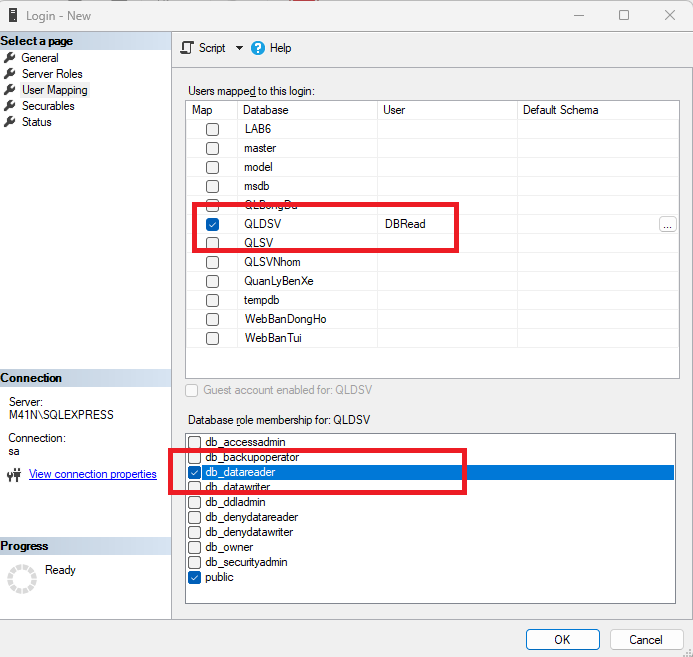 Login - New
Select a page
General
Server Roles
User Mapping
Securables
Status
Connection
Server:
M41N\SQLEXPRESS
Connection:
sa
View connection properties
Progress
Ready
Script Help
Users mapped to this login:
Map Database User Default Schema
LAB6
master
model
msdb
QLBongDa
QLDSV DBRead ...
QLSV
QLSVNhom
QuanLyBenXe
tempdb
WebBanDongHo
WebBanTui
Guest account enabled for: QLDSV
Database role membership for: QLDSV
db_accessadmin
db_backupoperator
db_datareader
db_datawriter
db_ddladmin
db_denydatareader
db_denydatawriter
db_owner
db_securityadmin
public
OK Cancel